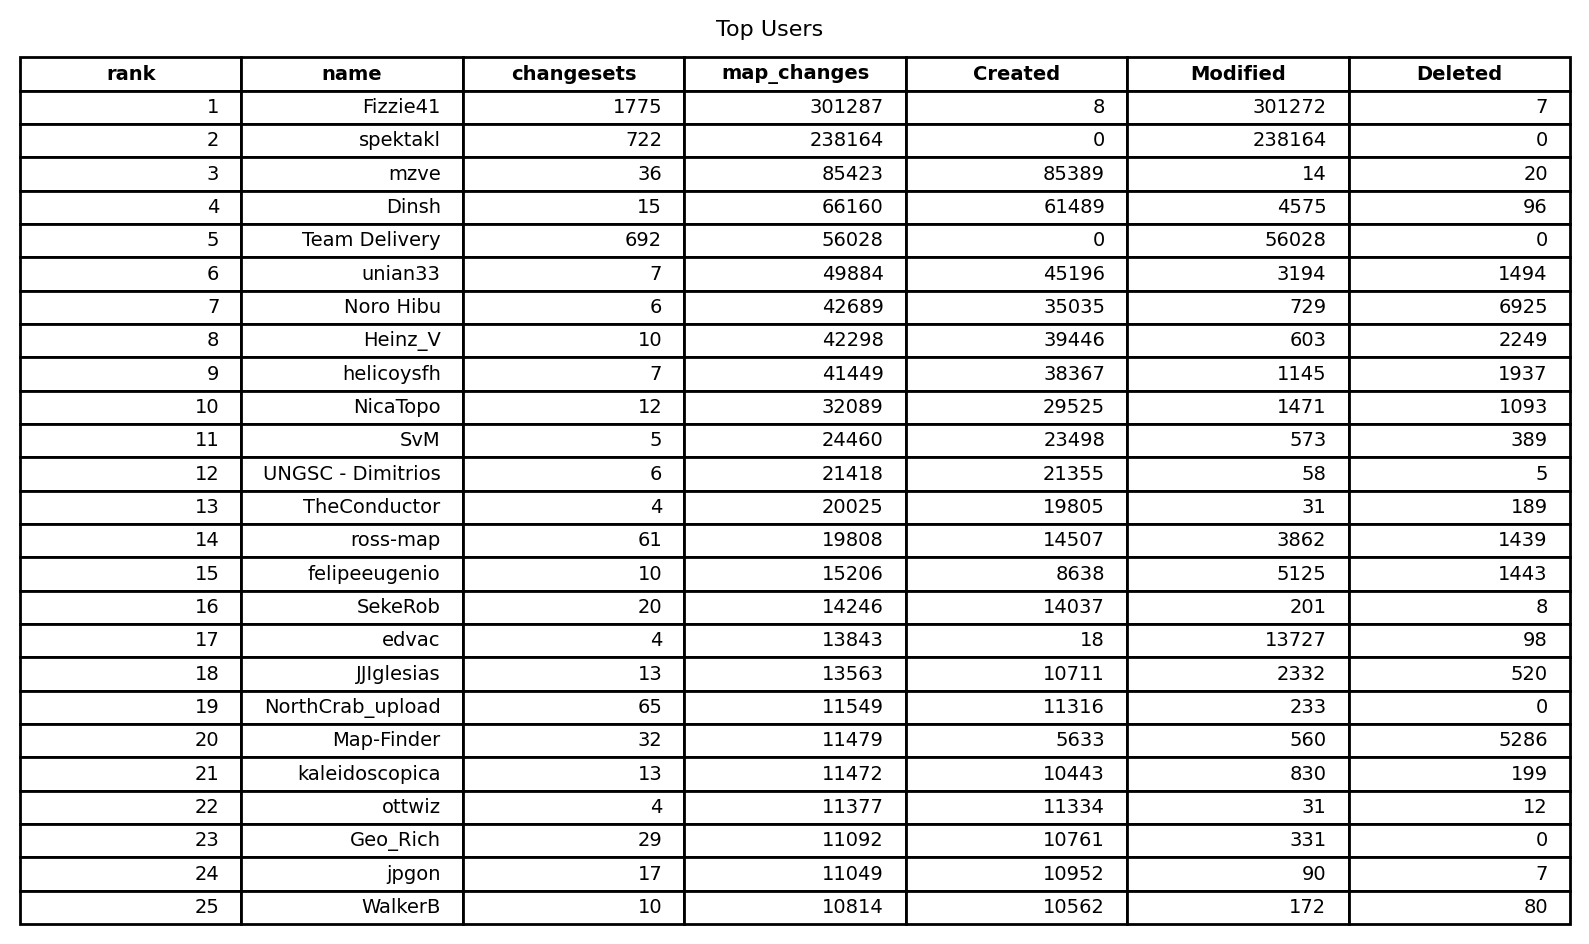 Top Users
rank name changesets map_changes Created Modified Deleted
1 Fizzie41 1775 301287 8 301272 7
2 spektakl 722 238164 0 238164 0
3 mzve 36 85423 85389 14 20
4 Dinsh 15 66160 61489 4575 96
5 Team Delivery 692 56028 0 56028 0
6 unian33 7 49884 45196 3194 1494
7 Noro Hibu 6 42689 35035 729 6925
8 Heinz_V 10 42298 39446 603 2249
9 helicoysfh 7 41449 38367 1145 1937
10 NicaTopo 12 32089 29525 1471 1093
11 SvM 5 24460 23498 573 389
12 UNGSC - Dimitrios 6 21418 21355 58 5
13 TheConductor 4 20025 19805 31 189
14 ross-map 61 19808 14507 3862 1439
15 felipeeugenio 10 15206 8638 5125 1443
16 SekeRob 20 14246 14037 201 8
17 edvac 4 13843 18 13727 98
18 JJIglesias 13 13563 10711 2332 520
19 NorthCrab_upload 65 11549 11316 233 0
20 Map-Finder 32 11479 5633 560 5286
21 kaleidoscopica 13 11472 10443 830 199
22 ottwiz 4 11377 11334 31 12
23 Geo_Rich 29 11092 10761 331 0
24 jpgon 17 11049 10952 90 7
25 WalkerB 10 10814 10562 172 80